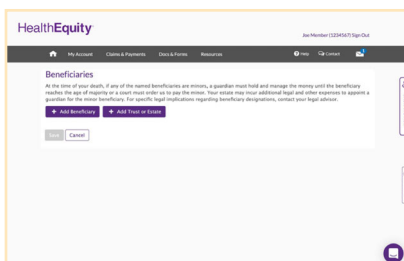 HealthEquity
Joe Member (1234567) Sign Out
My Account Claims & Payments Docs & Forms Resources Help Contact
Beneficiaries
At the time of your death, if any of the named beneficiaries are minors, a guardian must hold and manage the money until the beneficiary
reaches the age of majority or a court must order us to pay the minor. Your estate may incur additional legal and other expenses to appoint a
guardian for the minor beneficiary. For specific legal implications regarding beneficiary designations, contact your legal advisor.
+ Add Beneficiary + Add Trust or Estate
Save Cancel